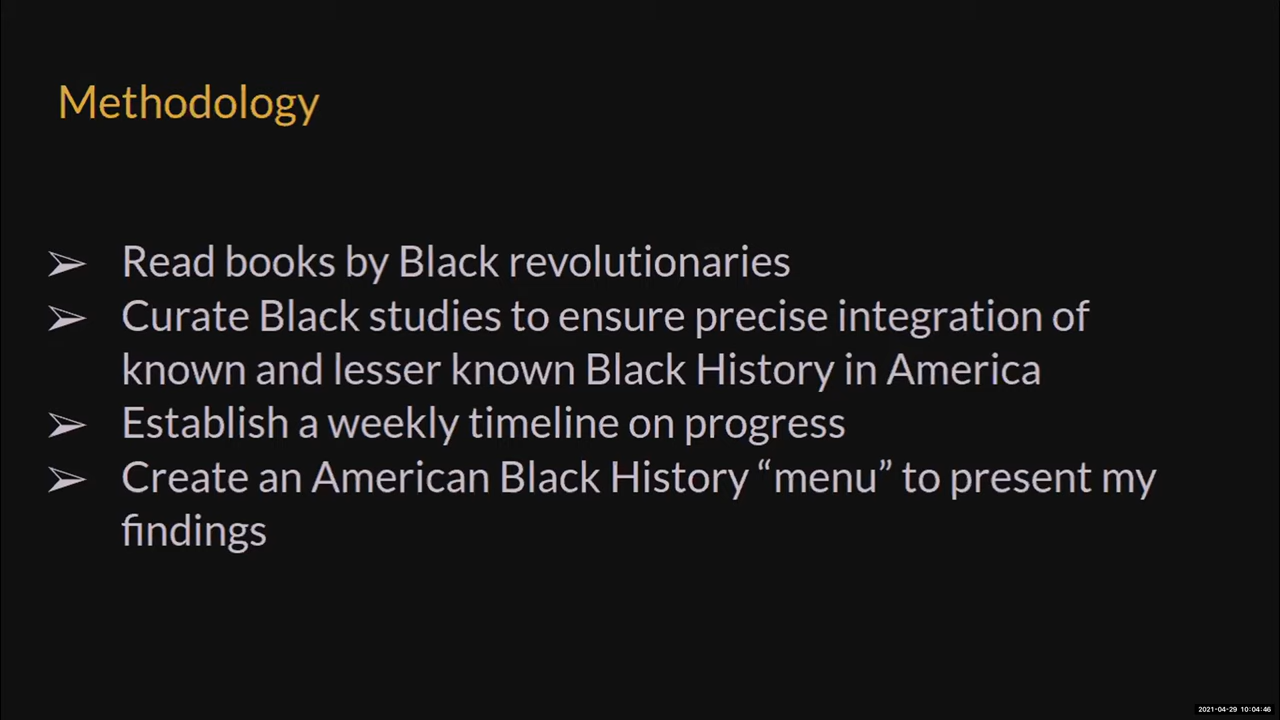 Methodology
➢ Read books by Black revolutionaries
➢ Curate Black studies to ensure precise integration of
known and lesser known Black History in America
➢ Establish a weekly timeline on progress
➢ Create an American Black History “menu” to present my
findings
2021-04-29 10:04:46